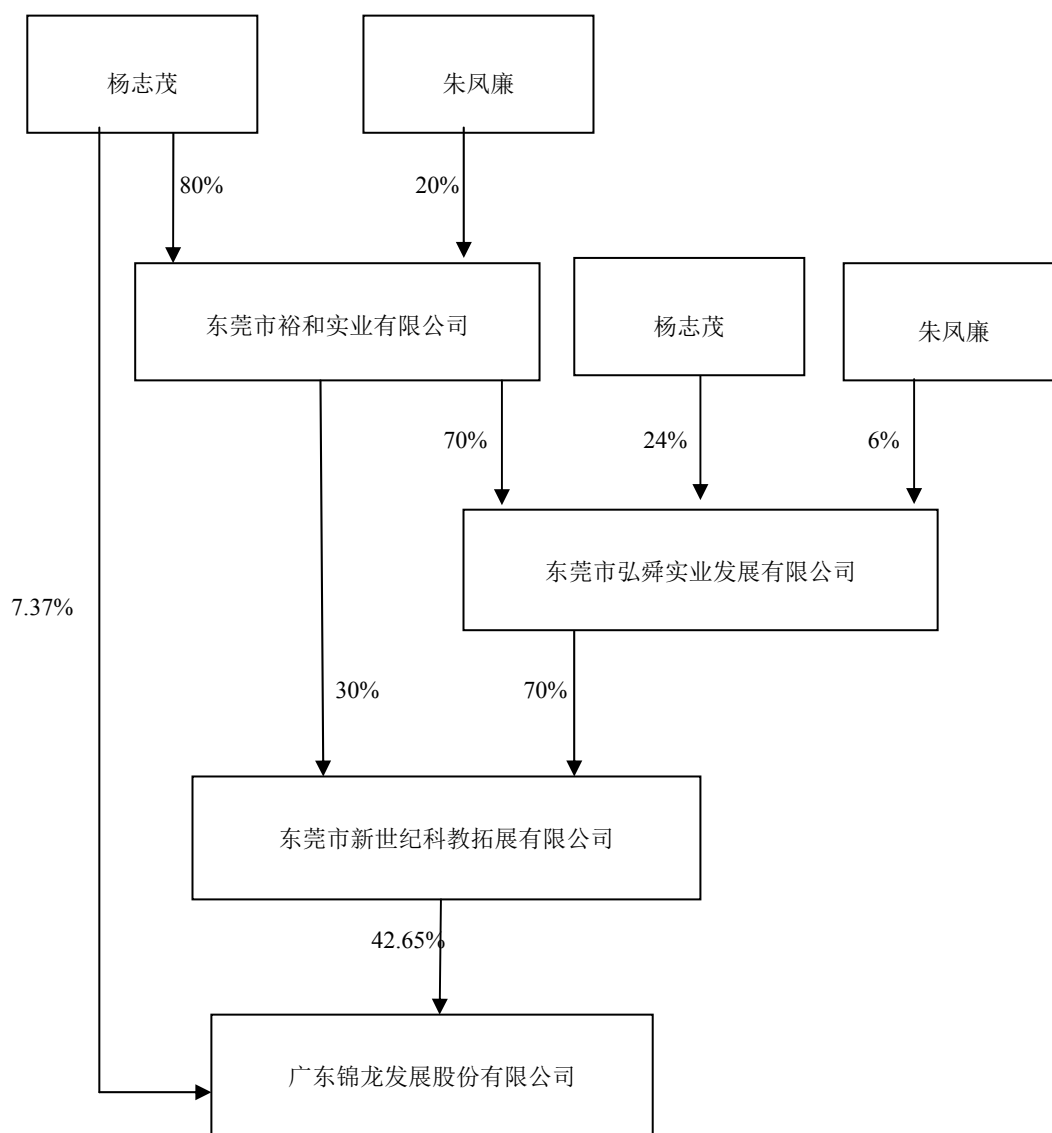 杨志茂
朱凤廉
80%
20%
东莞市裕和实业有限公司
杨志茂
朱凤廉
70%
24%
6%
东莞市弘舜实业发展有限公司
7.37%
30%
70%
东莞市新世纪科教拓展有限公司
42.65%
广东锦龙发展股份有限公司